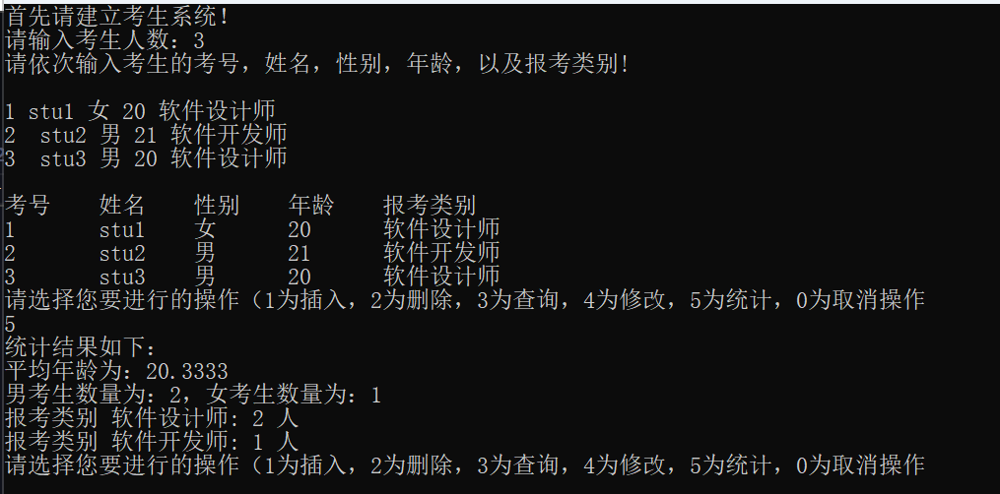 首先请建立考生系统！
请输入考生人数：3
请依次输入考生的考号，姓名，性别，年龄，以及报考类别！
1 stu1 女 20 软件设计师
2  stu2 男 21 软件开发师
3  stu3 男 20 软件设计师
考号    姓名    性别    年龄    报考类别
1       stu1    女      20      软件设计师
2       stu2    男      21      软件开发师
3       stu3    男      20      软件设计师
请选择您要进行的操作（1为插入，2为删除，3为查询，4为修改，5为统计，0为取消操作
5
统计结果如下：
平均年龄为：20.3333
男考生数量为：2，女考生数量为：1
报考类别 软件设计师: 2 人
报考类别 软件开发师: 1 人
请选择您要进行的操作（1为插入，2为删除，3为查询，4为修改，5为统计，0为取消操作